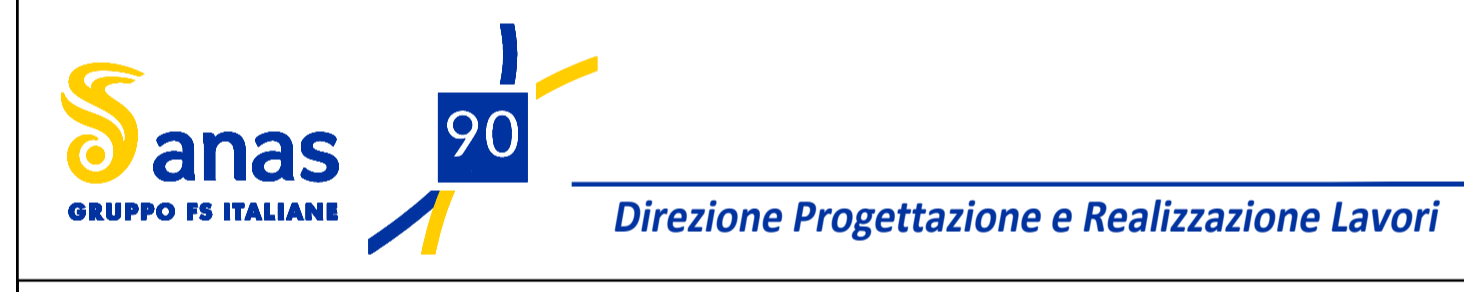 anas
GRUPPO FS ITALIANE
90
Direzione Progettazione e Realizzazione Lavori